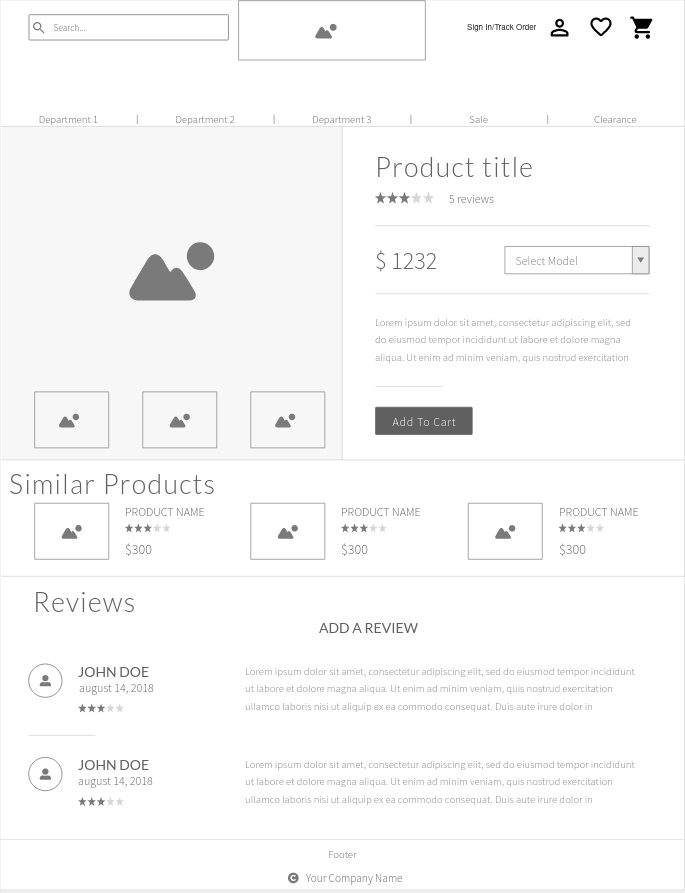 Search...
Sign In/Track Order
Department 1 | Department 2 | Department 3 | Sale | Clearance
Product title
5 reviews
$ 1232
Select Model
Lorem ipsum dolor sit amet, consectetur adipiscing elit, sed
do eiusmod tempor incididunt ut labore et dolore magna
aliqua. Ut enim ad minim veniam, quis nostrud exercitation
Add To Cart
Similar Products
PRODUCT NAME
$300
PRODUCT NAME
$300
PRODUCT NAME
$300
Reviews
ADD A REVIEW
JOHN DOE
august 14, 2018
Lorem ipsum dolor sit amet, consectetur adipiscing elit, sed do eiusmod tempor incididunt
ut labore et dolore magna aliqua. Ut enim ad minim veniam, quis nostrud exercitation
ullamco laboris nisi ut aliquip ex ea commodo consequat. Duis aute irure dolor in
JOHN DOE
august 14, 2018
Lorem ipsum dolor sit amet, consectetur adipiscing elit, sed do eiusmod tempor incididunt
ut labore et dolore magna aliqua. Ut enim ad minim veniam, quis nostrud exercitation
ullamco laboris nisi ut aliquip ex ea commodo consequat. Duis aute irure dolor in
Footer
© Your Company Name